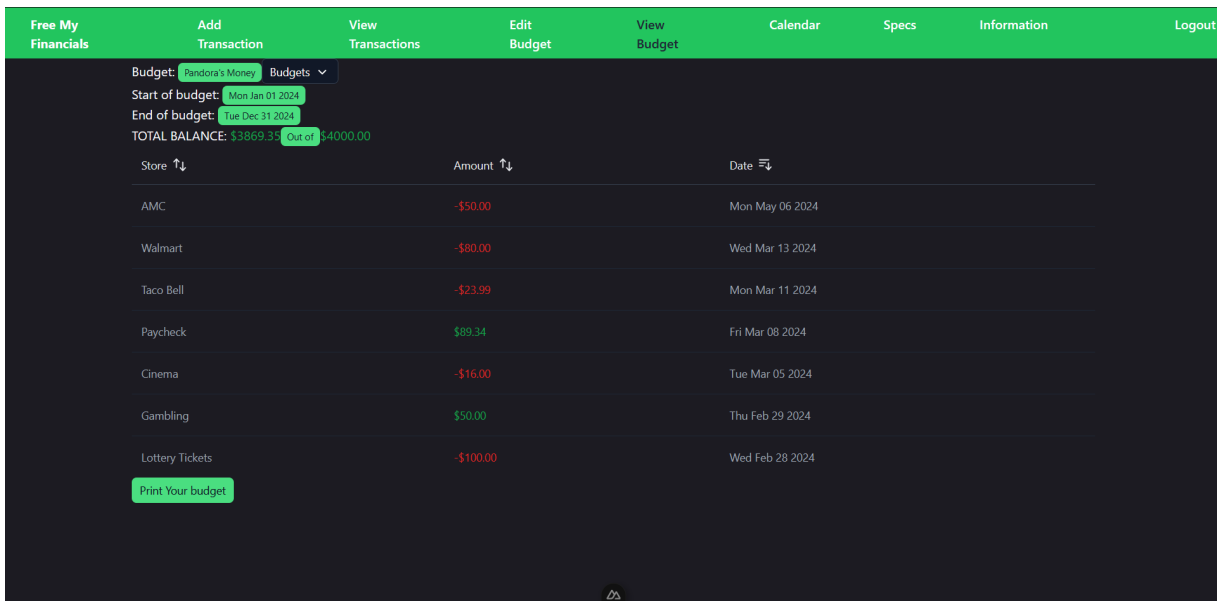 Free My Financials
Add Transaction
View Transactions
Edit Budget
View Budget
Calendar
Specs
Information
Logout
Budget: Pandora's Money Budgets
Start of budget: Mon Jan 01 2024
End of budget: Tue Dec 31 2024
TOTAL BALANCE: $3869.35 Out of $4000.00
Store Amount Date
AMC -$50.00 Mon May 06 2024
Walmart -$80.00 Wed Mar 13 2024
Taco Bell -$23.99 Mon Mar 11 2024
Paycheck $89.34 Fri Mar 08 2024
Cinema -$16.00 Tue Mar 05 2024
Gambling $50.00 Thu Feb 29 2024
Lottery Tickets -$100.00 Wed Feb 28 2024
Print Your budget